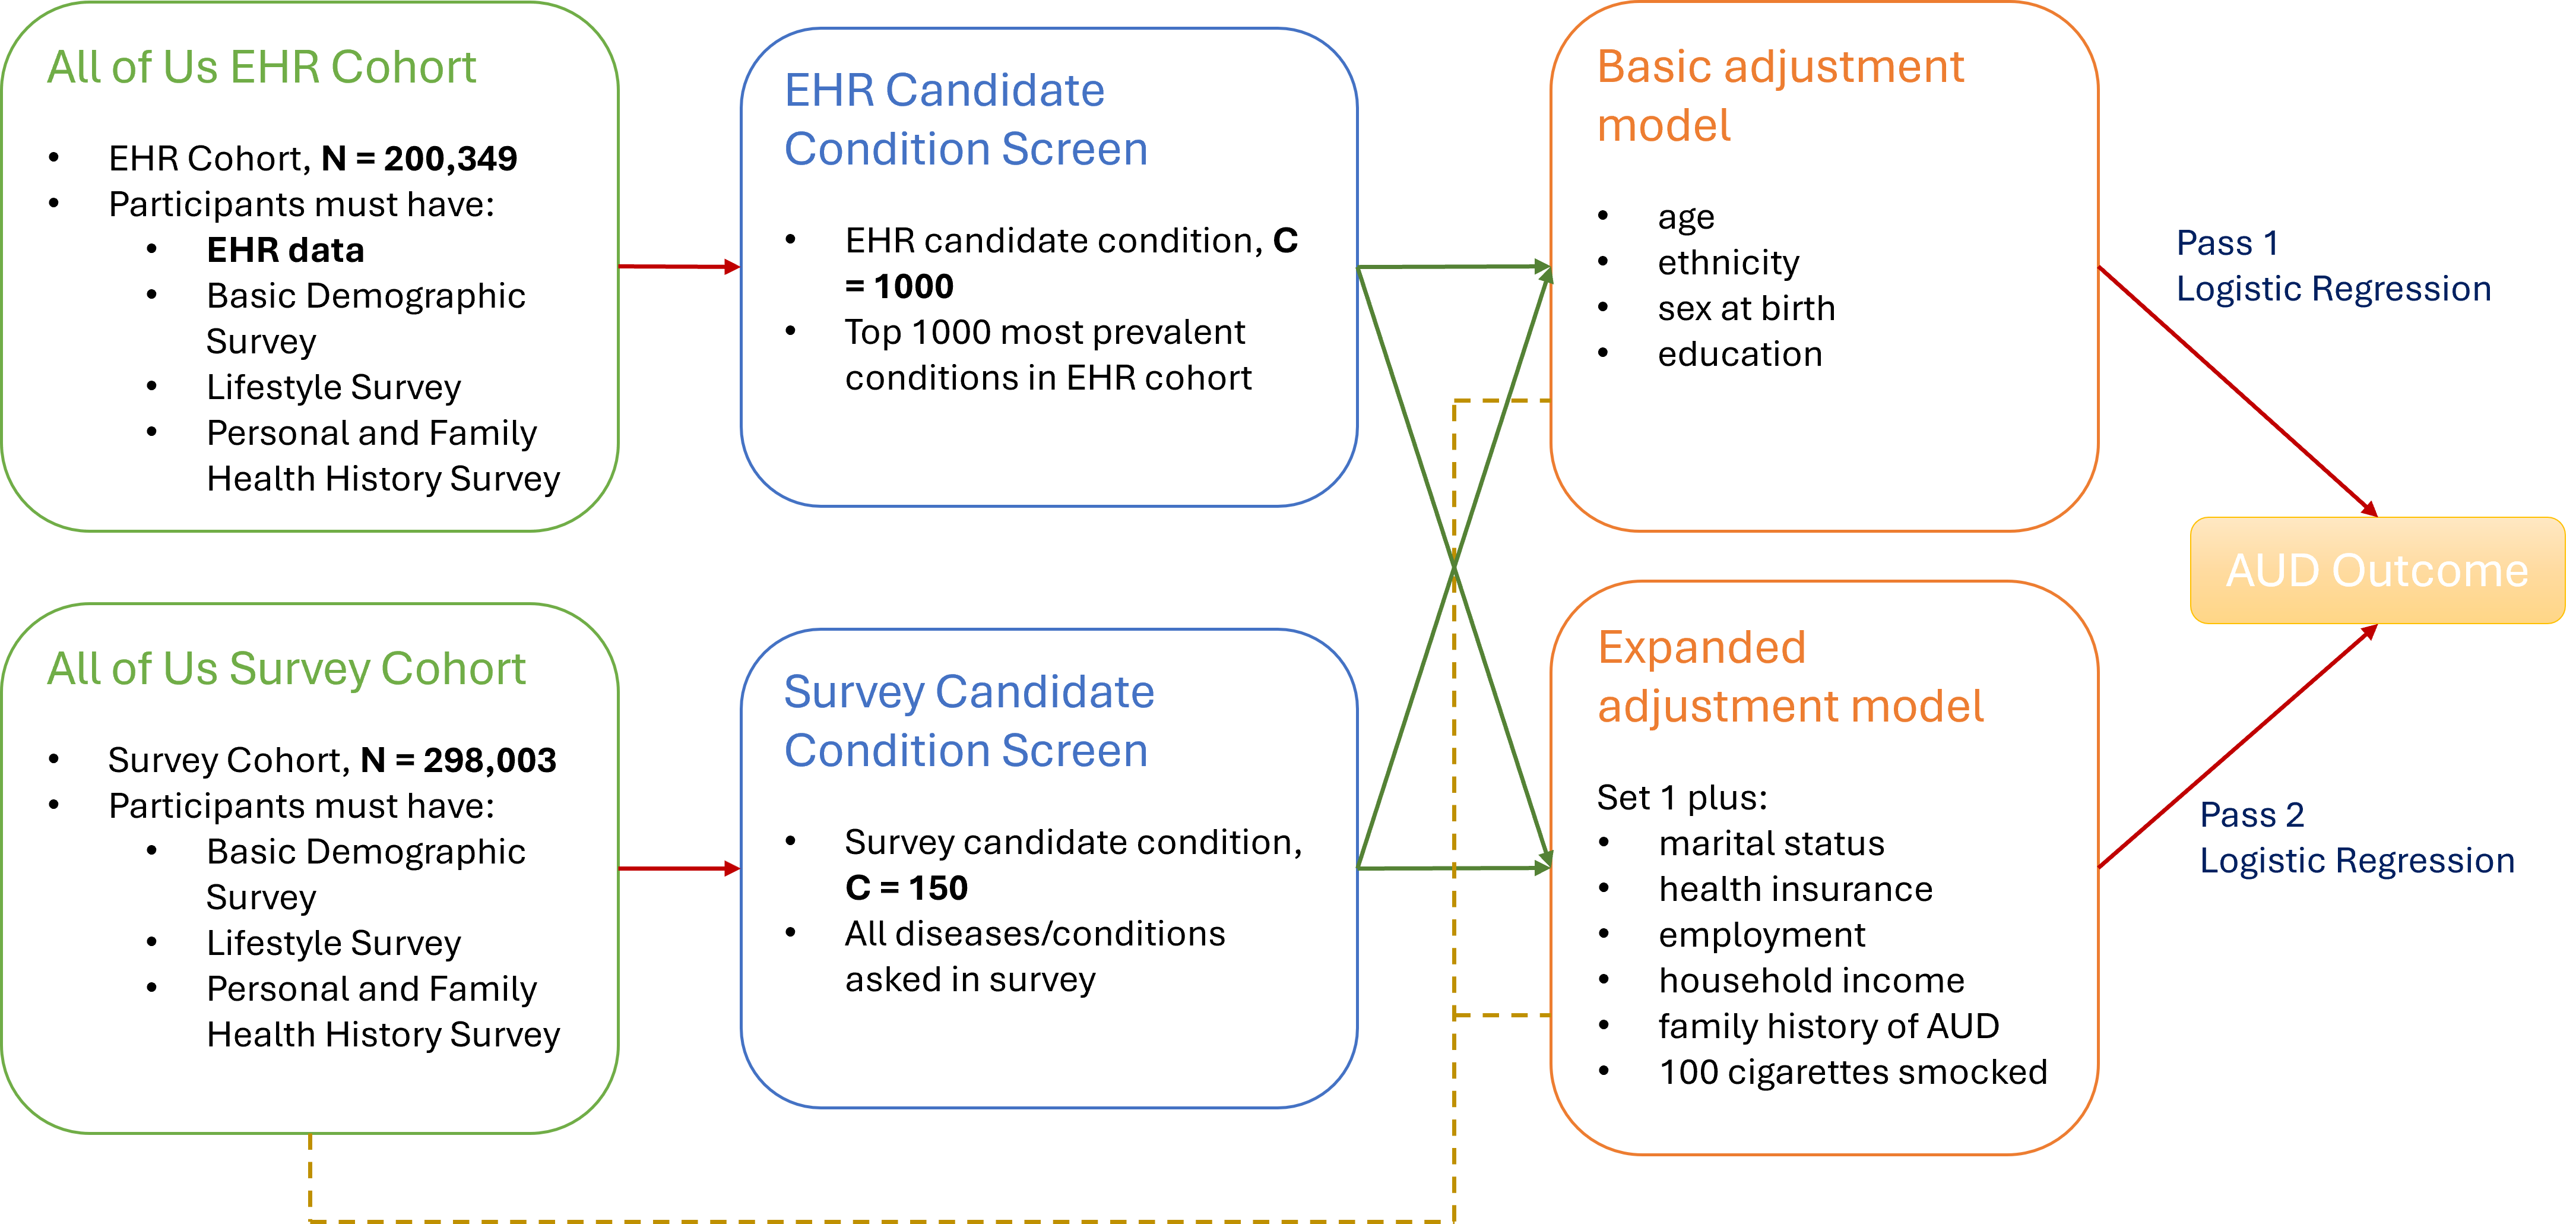 All of Us EHR Cohort
• EHR Cohort, N = 200,349
• Participants must have:
• EHR data
• Basic Demographic
Survey
• Lifestyle Survey
• Personal and Family
Health History Survey
EHR Candidate
Condition Screen
• EHR candidate condition, C
= 1000
• Top 1000 most prevalent
conditions in EHR cohort
Basic adjustment
model
• age
• ethnicity
• sex at birth
• education
Pass 1
Logistic Regression
AUD Outcome
All of Us Survey Cohort
• Survey Cohort, N = 298,003
• Participants must have:
• Basic Demographic
Survey
• Lifestyle Survey
• Personal and Family
Health History Survey
Survey Candidate
Condition Screen
• Survey candidate condition,
C = 150
• All diseases/conditions
asked in survey
Expanded
adjustment model
Set 1 plus:
• marital status
• health insurance
• employment
• household income
• family history of AUD
• 100 cigarettes smocked
Pass 2
Logistic Regression